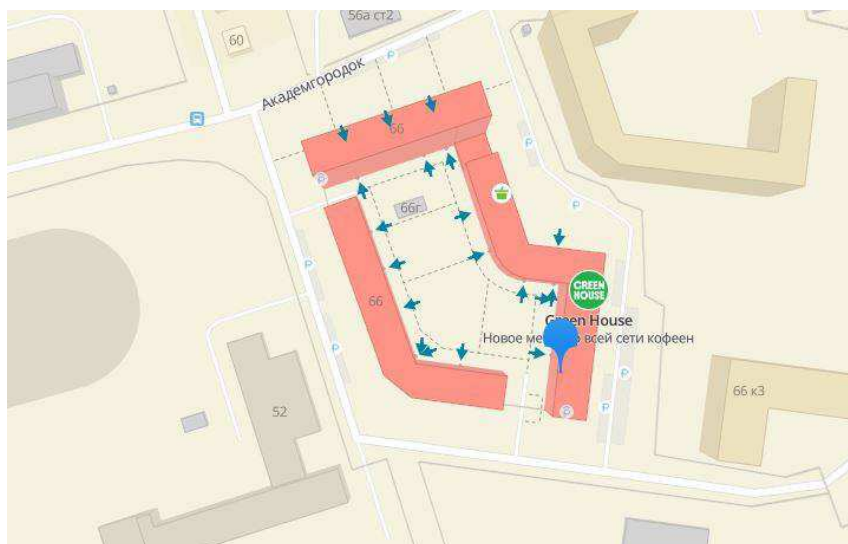 56а ст2
60
Академгородок
66
66г
GREEN
HOUSE
Green House
66
Новое ме всей сети кофеен
66 к3
52